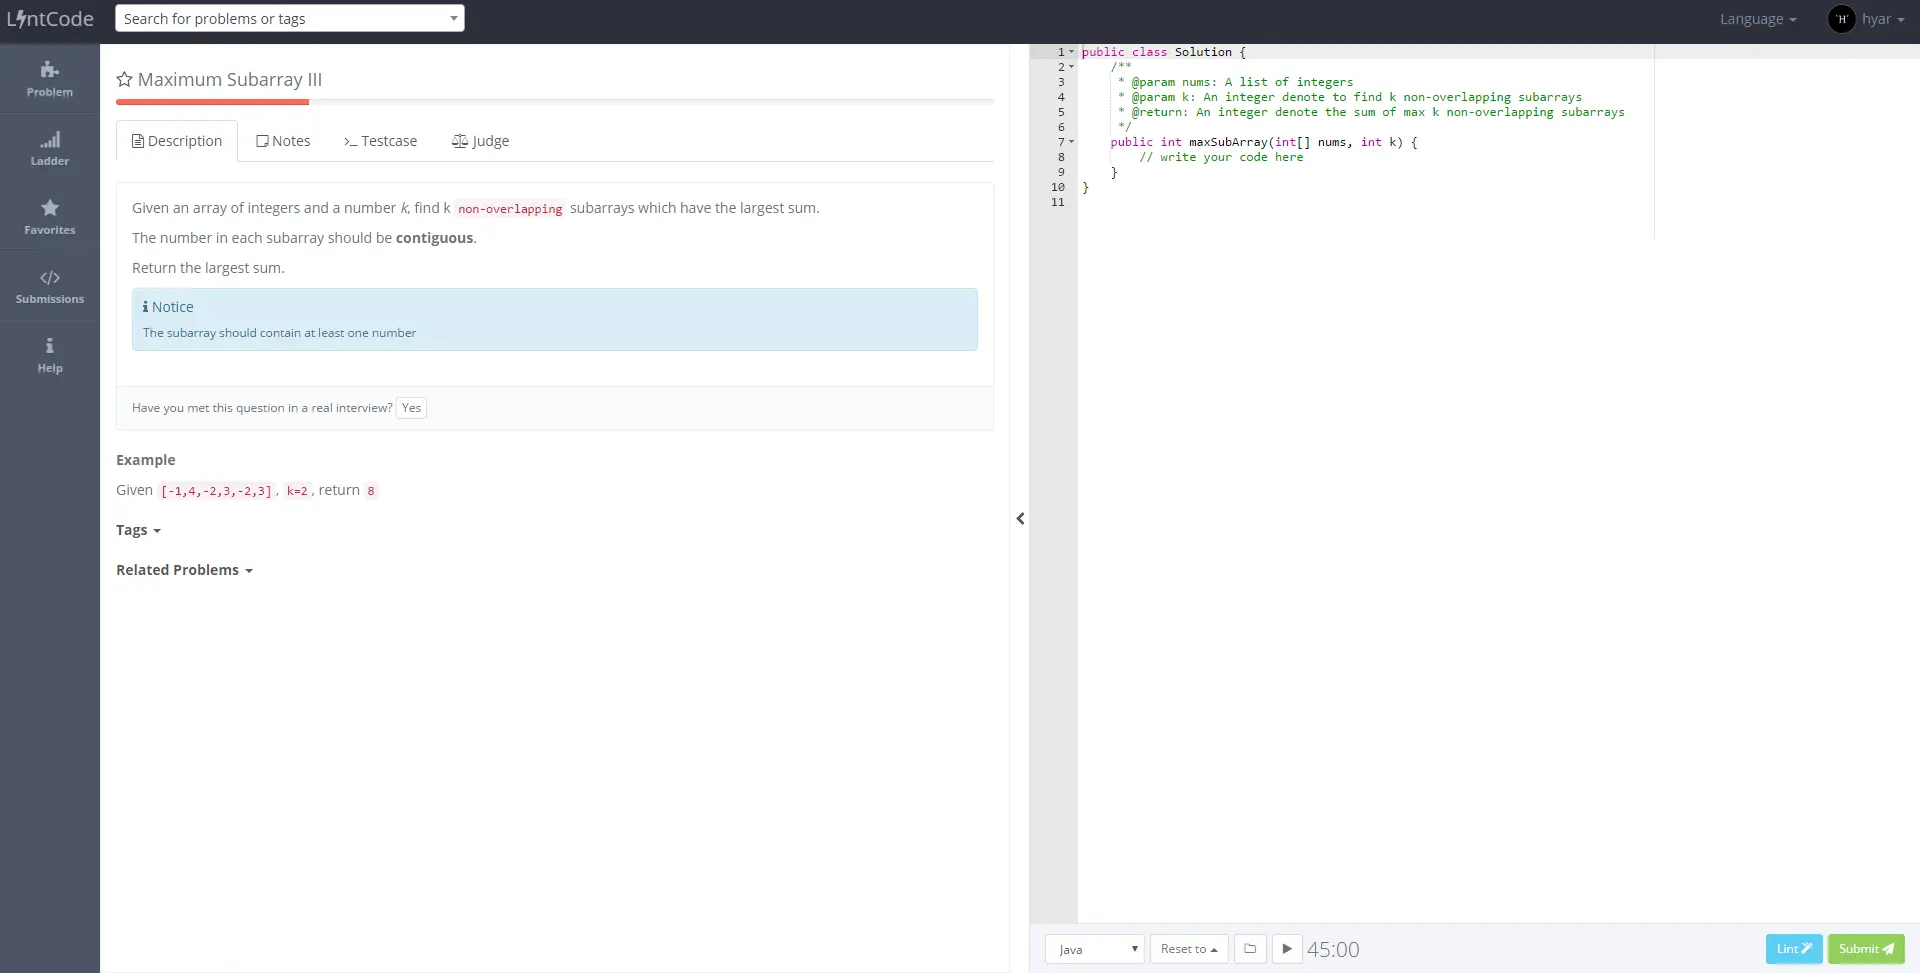 LintCode
Search for problems or tags
Language
'H' hyar
Problem
Ladder
Favorites
Submissions
Help
Maximum Subarray III
Description Notes Testcase Judge
Given an array of integers and a number k, find k non-overlapping subarrays which have the largest sum.
The number in each subarray should be contiguous.
Return the largest sum.
Notice
The subarray should contain at least one number
Have you met this question in a real interview? Yes
Example
Given [-1,4,-2,3,-2,3], k=2, return 8
Tags
Related Problems
1 public class Solution {
2 /**
3 * @param nums: A list of integers
4 * @param k: An integer denote to find k non-overlapping subarrays
5 * @return: An integer denote the sum of max k non-overlapping subarrays
6 */
7 public int maxSubArray(int[] nums, int k) {
8 // write your code here
9 }
10 }
11
Java Reset to 45:00 Lint Submit